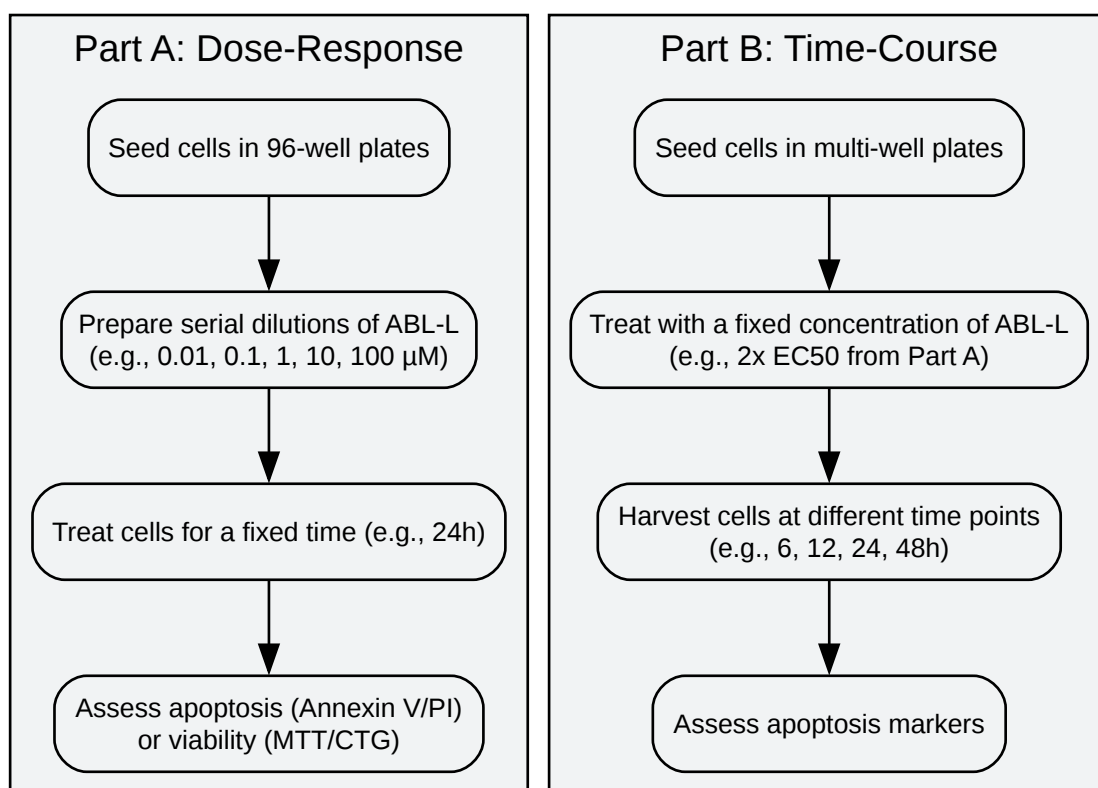 Part A: Dose-Response
Seed cells in 96-well plates
Prepare serial dilutions of ABL-L
(e.g., 0.01, 0.1, 1, 10, 100 µM)
Treat cells for a fixed time (e.g., 24h)
Assess apoptosis (Annexin V/PI)
or viability (MTT/CTG)
Part B: Time-Course
Seed cells in multi-well plates
Treat with a fixed concentration of ABL-L
(e.g., 2x EC50 from Part A)
Harvest cells at different time points
(e.g., 6, 12, 24, 48h)
Assess apoptosis markers